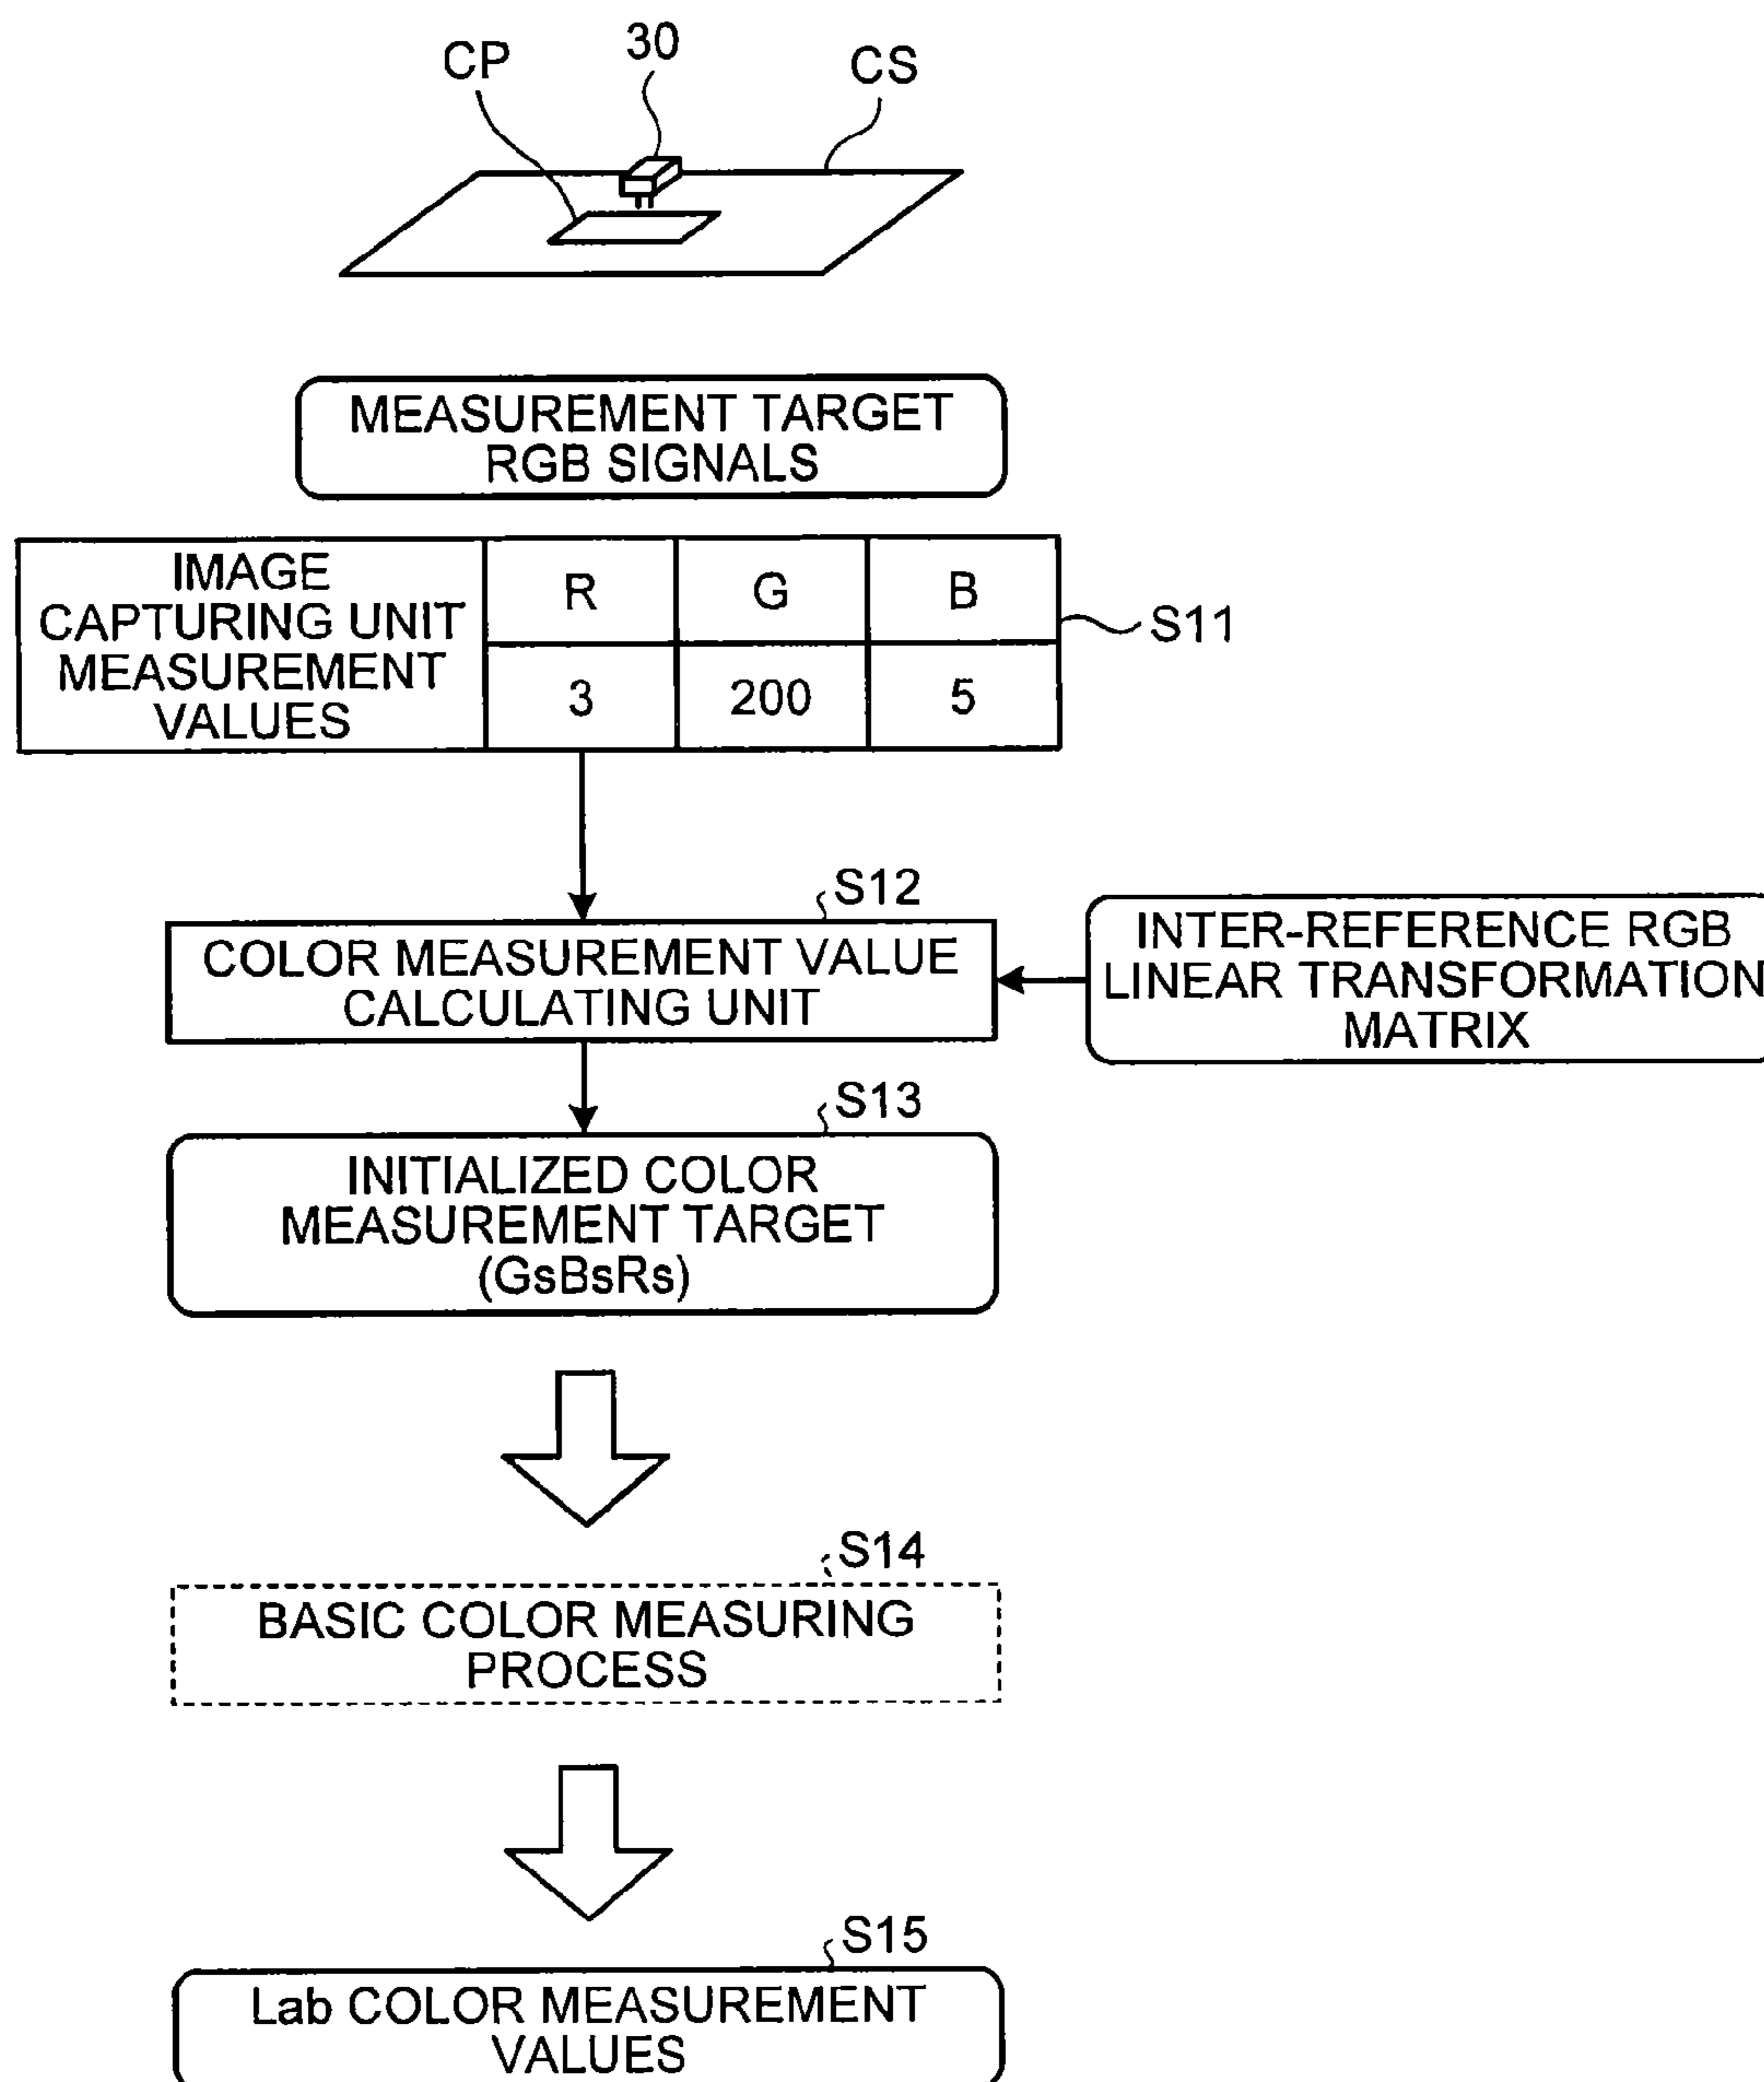 30
CP
CS
MEASUREMENT TARGET
RGB SIGNALS
IMAGE
CAPTURING UNIT
MEASUREMENT
VALUES
R
G
B
3
200
5
S11
S12
COLOR MEASUREMENT VALUE
CALCULATING UNIT
INTER-REFERENCE RGB
LINEAR TRANSFORMATION
MATRIX
S13
INITIALIZED COLOR
MEASUREMENT TARGET
(GsBsRs)
S14
BASIC COLOR MEASURING
PROCESS
S15
Lab COLOR MEASUREMENT
VALUES